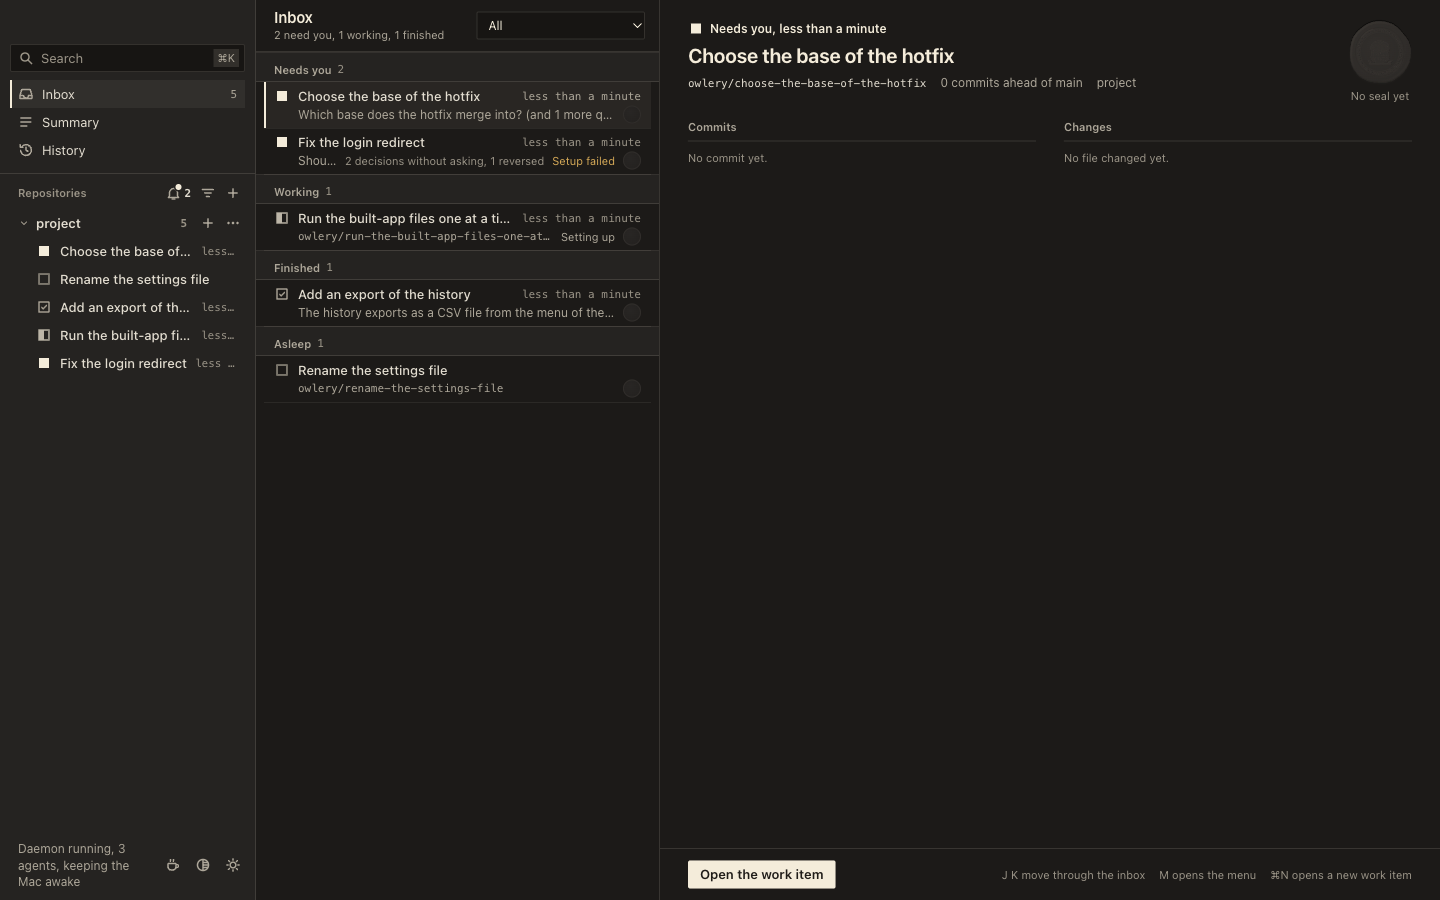 Search ⌘K
Inbox 5
Summary
History
Repositories 2
project 5
Choose the base of... less...
Rename the settings file
Add an export of th... less...
Run the built-app fi... less...
Fix the login redirect less ...
Daemon running, 3
agents, keeping the
Mac awake
Inbox
2 need you, 1 working, 1 finished
All
Needs you 2
Choose the base of the hotfix less than a minute
Which base does the hotfix merge into? (and 1 more q...
Fix the login redirect less than a minute
Shou... 2 decisions without asking, 1 reversed Setup failed
Working 1
Run the built-app files one at a ti... less than a minute
owlery/run-the-built-app-files-one-at... Setting up
Finished 1
Add an export of the history less than a minute
The history exports as a CSV file from the menu of the...
Asleep 1
Rename the settings file
owlery/rename-the-settings-file
Needs you, less than a minute
Choose the base of the hotfix
owlery/choose-the-base-of-the-hotfix 0 commits ahead of main project
No seal yet
Commits
No commit yet.
Changes
No file changed yet.
Open the work item
J K move through the inbox M opens the menu ⌘N opens a new work item